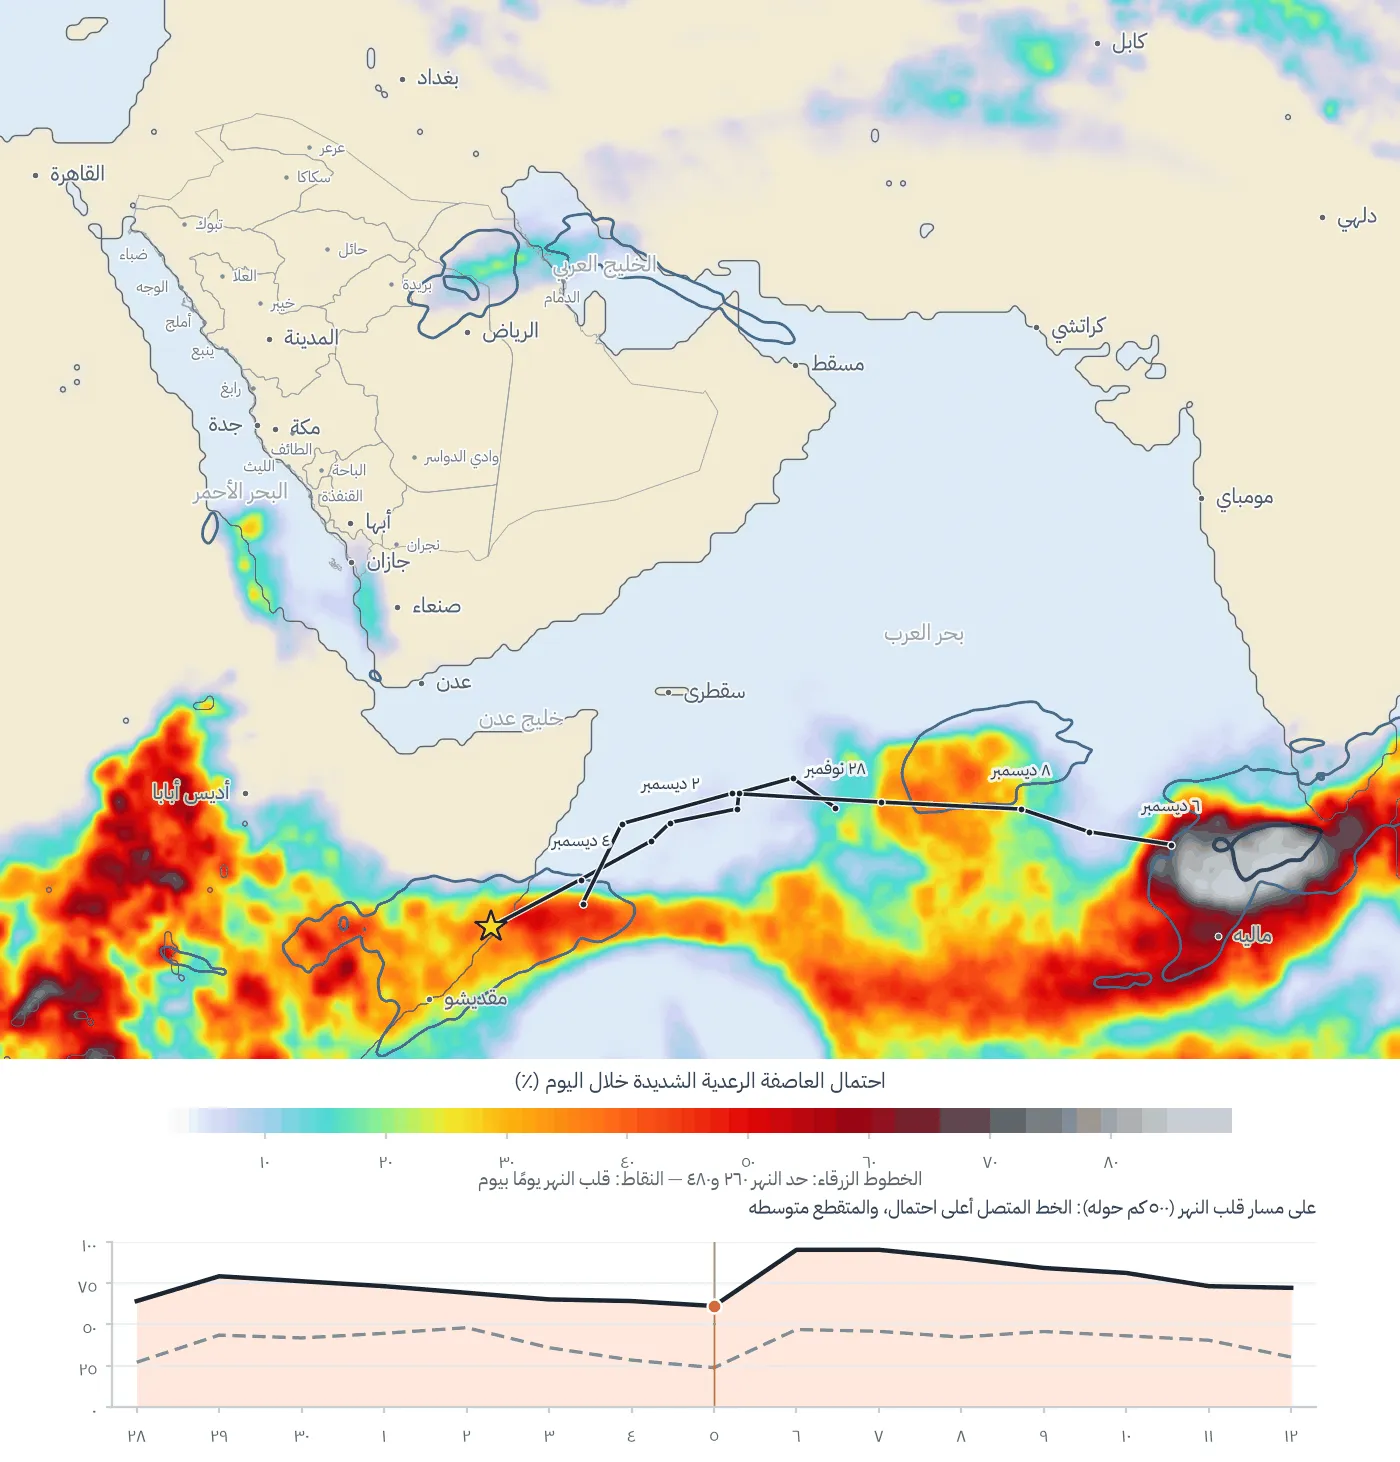 كابل
بغداد
عرعر
القاهرة
سكاكا
دلهي
تبوك
حائل
ضباء
الخليج العربي
العلا
بريدة
الوجه
الدمام
خيبر
أملج
كراتشي
الرياض
المدينة
ينبع
مسقط
رابغ
جدة
مكة
الطائف
وادي الدواسر
الليث
الباحة
البحر الأحمر
القنفذة
مومباي
أبها
نجران
جازان
صنعاء
بحر العرب
عدن
سقطرى
خليج عدن
٢٨ نوفمبر
٨ ديسمبر
٢ ديسمبر
أديس أبابا
٦ ديسمبر
٤ ديسمبر
ماليه
مقديشو
احتمال العاصفة الرعدية الشديدة خلال اليوم (٪)
١٠ ٢٠ ٣٠ ٤٠ ٥٠ ٦٠ ٧٠ ٨٠
الخطوط الزرقاء: حد النهر ٢٦٠ و٤٨٠ — النقاط: قلب النهر يومًا بيوم
على مسار قلب النهر (٥٠٠ كم حوله): الخط المتصل أعلى احتمال، والمتقطع متوسطه
١٠٠
٧٥
٥٠
٢٥
٠
٢٨ ٢٩ ٣٠ ١ ٢ ٣ ٤ ٥ ٦ ٧ ٨ ٩ ١٠ ١١ ١٢